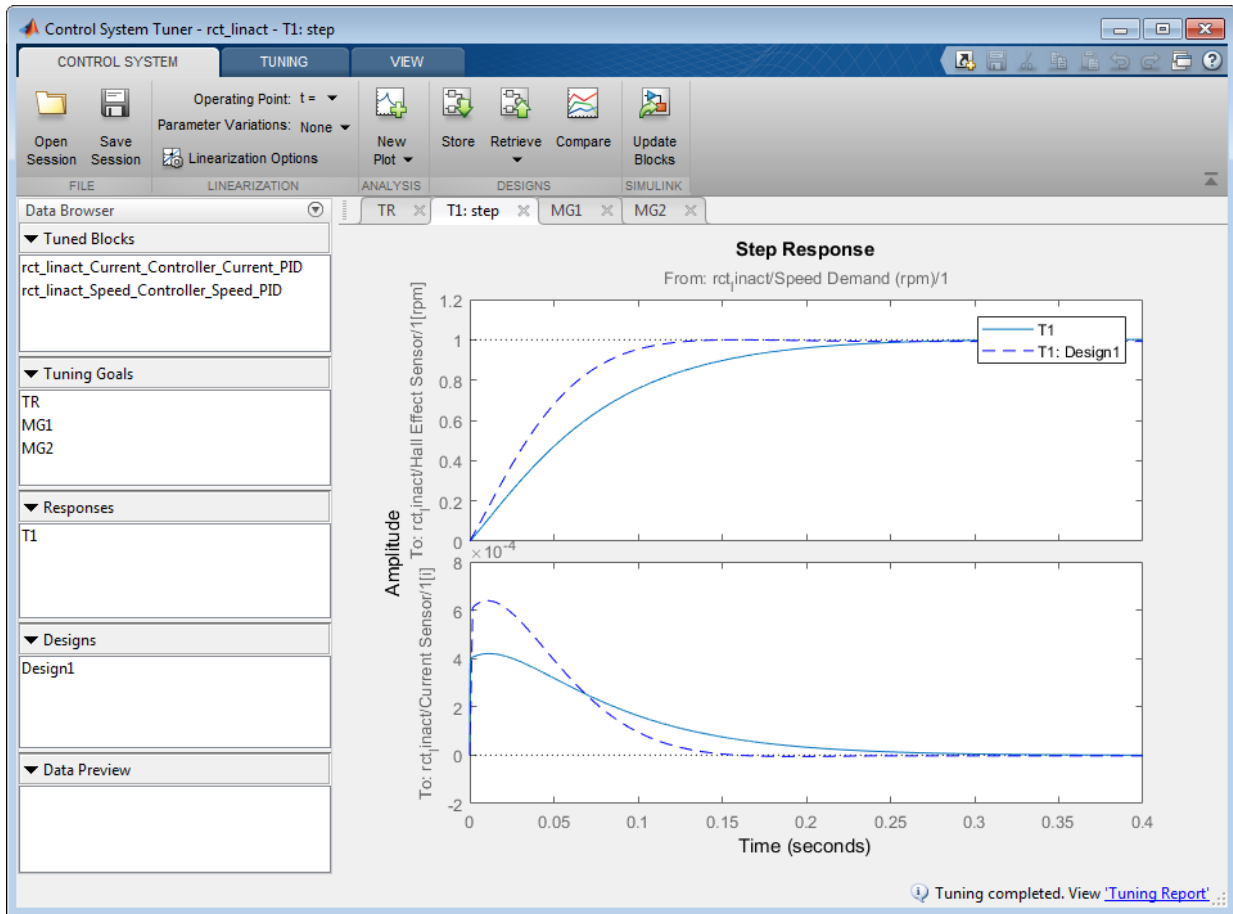 Control System Tuner - rct_linact - T1: step
CONTROL SYSTEM
TUNING
VIEW
Open Session
Save Session
Operating Point: t =
Parameter Variations: None
Linearization Options
New Plot
Store
Retrieve
Compare
Update Blocks
FILE
LINEARIZATION
ANALYSIS
DESIGNS
SIMULINK
Data Browser
Tuned Blocks
rct_linact_Current_Controller_Current_PID
rct_linact_Speed_Controller_Speed_PID
Tuning Goals
TR
MG1
MG2
Responses
T1
Designs
Design1
Data Preview
TR
T1: step
MG1
MG2
Step Response
From: rctlinact/Speed Demand (rpm)/1
To: rctlinact/Hall Effect Sensor/1[rpm]
1.2
1
0.8
0.6
0.4
0.2
0
T1
T1: Design1
Amplitude
To: rctlinact/Current Sensor/1[i]
×10-4
8
6
4
2
0
-2
0
0.05
0.1
0.15
0.2
0.25
0.3
0.35
0.4
Time (seconds)
Tuning completed. View 'Tuning Report'